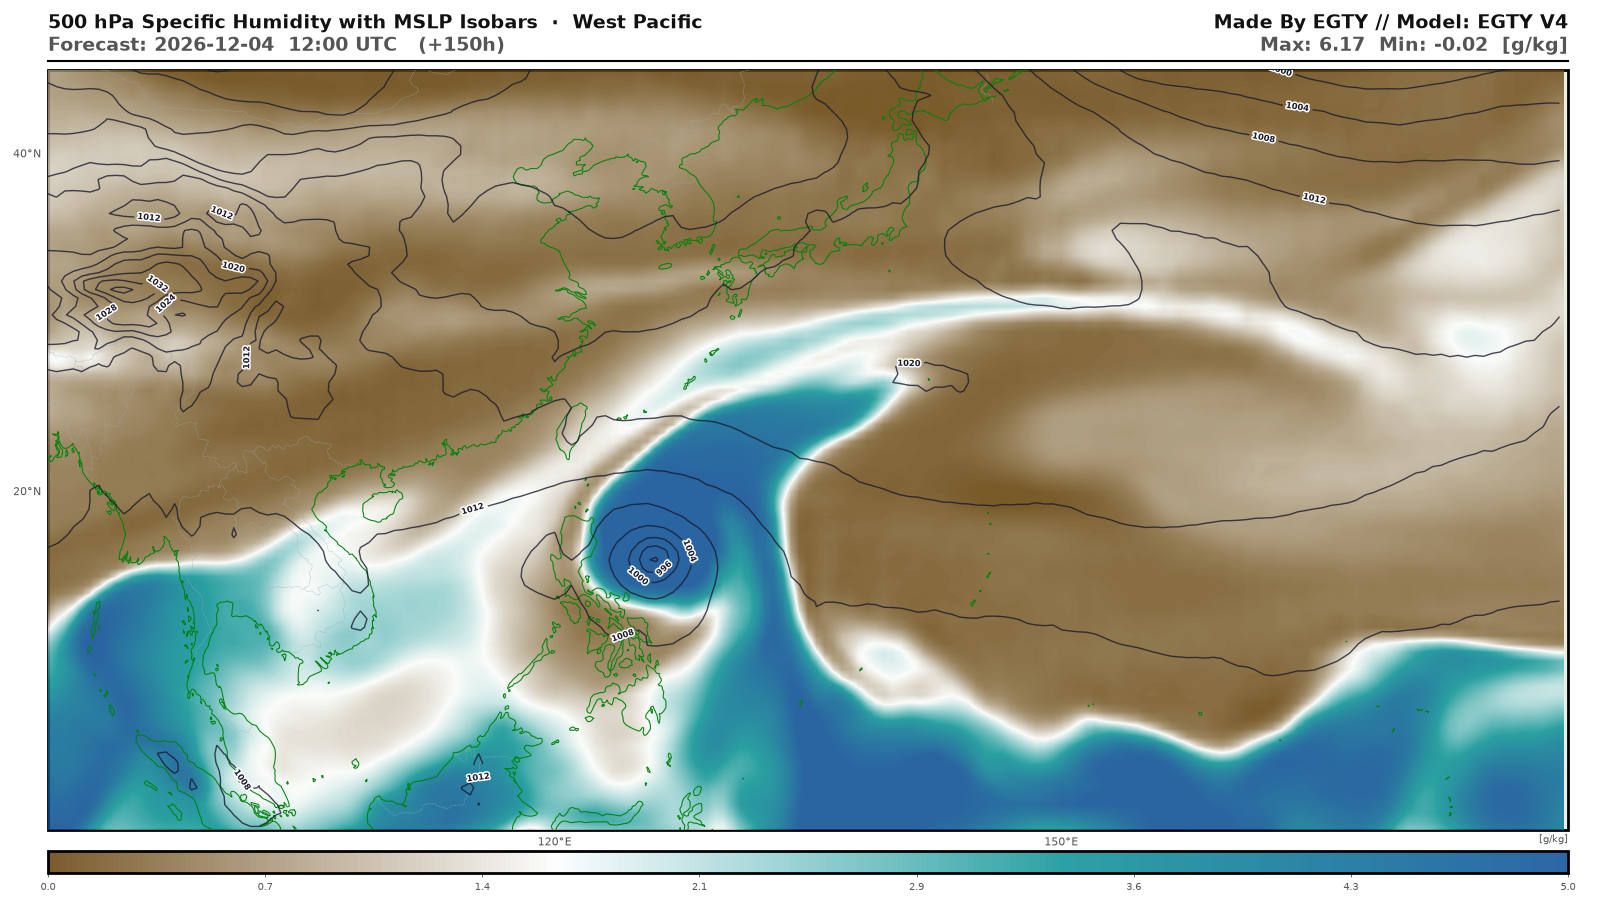 500 hPa Specific Humidity with MSLP Isobars · West Pacific
Made By EGTY // Model: EGTY V4
Forecast: 2026-12-04 12:00 UTC (+150h)
Max: 6.17 Min: -0.02 [g/kg]
1004
1008
40°N
1012
1012
1012
1020
1032
1024
1028
1012
1020
20°N
1012
1004
996
1000
1008
1012
1008
120°E
150°E
[g/kg]
0.0
0.7
1.4
2.1
2.9
3.6
4.3
5.0